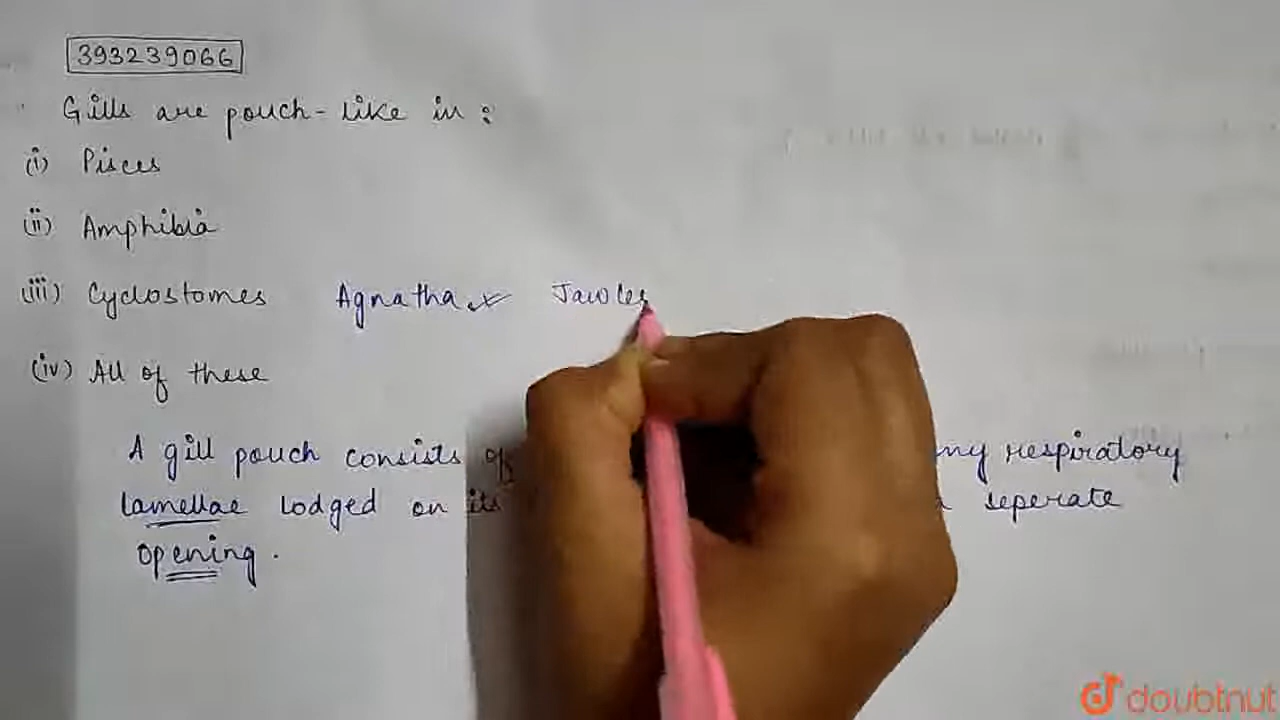 393239066
Gills are pouch-like in :
(i) Pisces
(ii) Amphibia
(iii) Cyclostomes Agnatha Jawles
(iv) All of these
A gill pouch consists of respiratory
lamellae lodged on its seperate
opening.
doubtnut